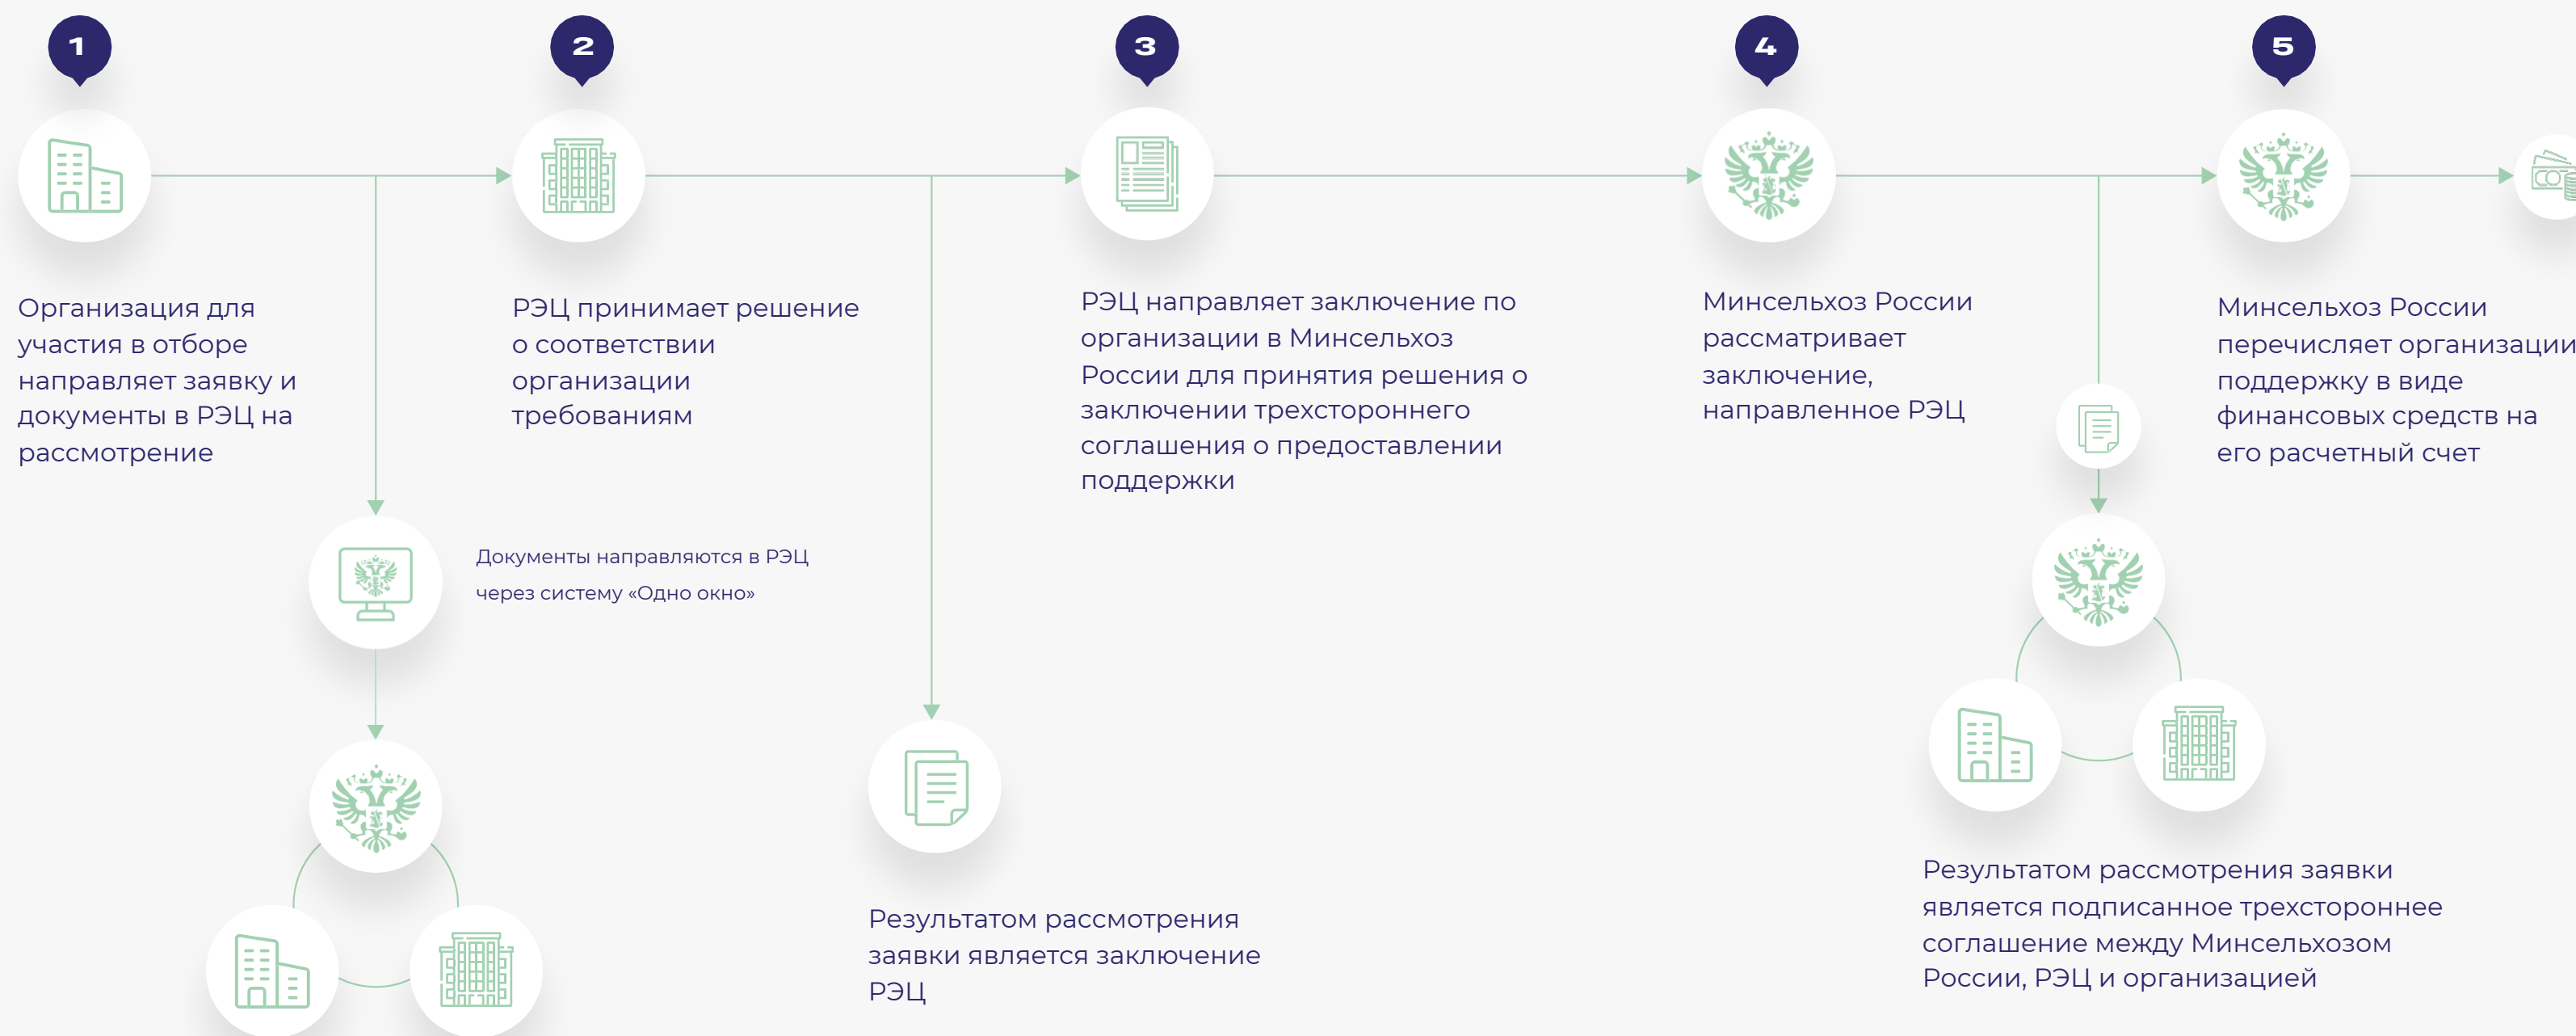 1
2
3
4
5
Организация для
участия в отборе
направляет заявку и
документы в РЭЦ на
рассмотрение
РЭЦ принимает решение
о соответствии
организации
требованиям
РЭЦ направляет заключение по
организации в Минсельхоз
России для принятия решения о
заключении трехстороннего
соглашения о предоставлении
поддержки
Минсельхоз России
рассматривает
заключение,
направленное РЭЦ
Минсельхоз России
перечисляет организации
поддержку в виде
финансовых средств на
его расчетный счет
Документы направляются в РЭЦ
через систему «Одно окно»
Результатом рассмотрения
заявки является заключение
РЭЦ
Результатом рассмотрения заявки
является подписанное трехстороннее
соглашение между Минсельхозом
России, РЭЦ и организацией